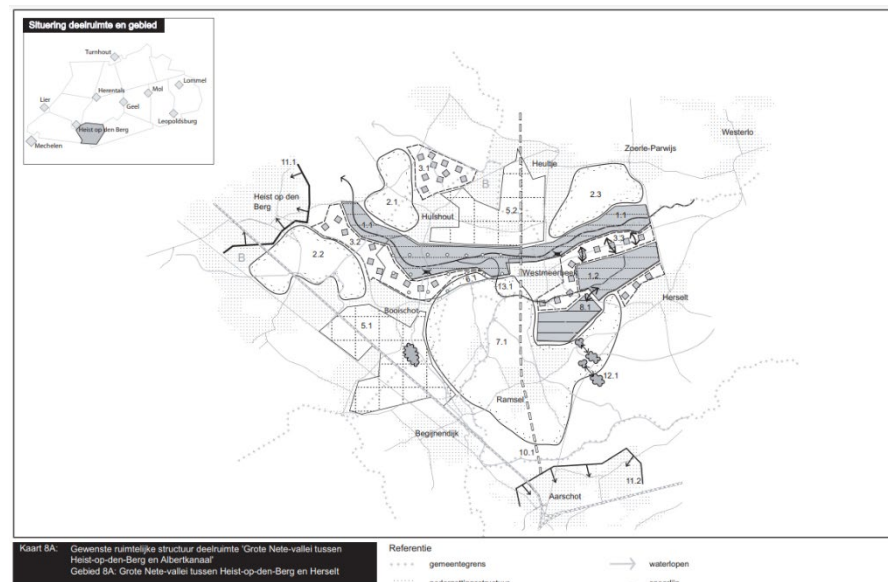 Situering deelruimte en gebied
Turnhout
Lommel
Mol
Herentals
Geel
Lier
Leopoldsburg
Heist op den Berg
Mechelen
Westerlo
Zoerle-Parwijs
Heultje
11.1
3.1
B
Heist op den
Berg
2.1
2.3
5.2
1.1
1.1
Hulshout
3.2
3.3
B
2.2
Westmeerbeek
1.2
6.1
13.1
Herselt
8.1
Booischot
5.1
7.1
12.1
Ramsel
Begijnendijk
10.1
11.2
Aarschot
Kaart 8A: Gewenste ruimtelijke structuur deelruimte 'Grote Nete-vallei tussen
Heist-op-den-Berg en Albertkanaal'
Gebied 8A: Grote Nete-vallei tussen Heist-op-den-Berg en Herselt
Referentie
gemeentegrens
waterlopen